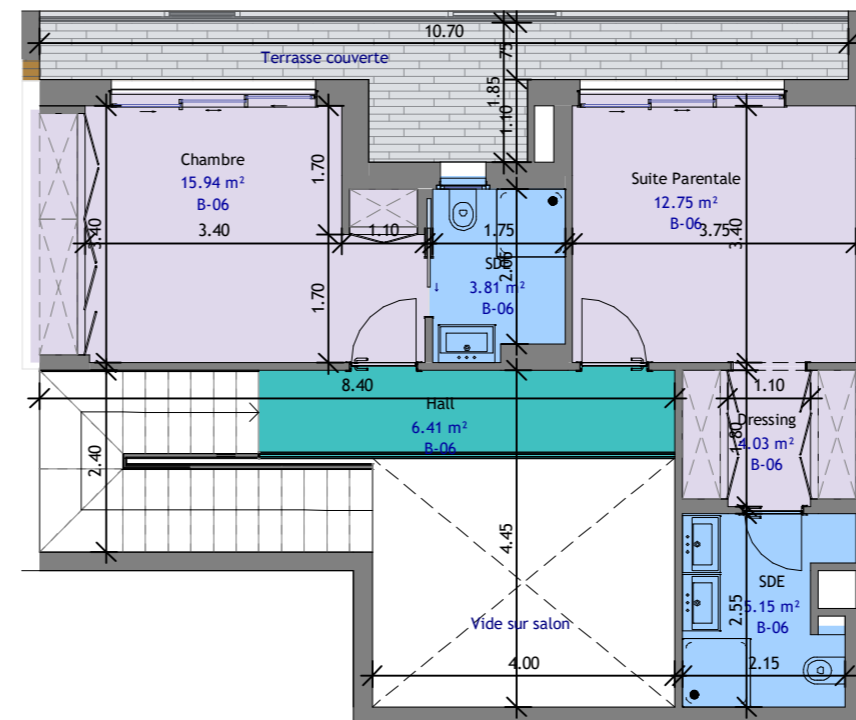 10.70
75
Terrasse couverte
1.85
1.10
Chambre
15.94 m²
B-06
3.40
3.40
1.70
1.70
1.10
1.75
SDE
3.81 m²
B-06
2.00
Suite Parentale
12.75 m²
B-06
3.75
3.40
8.40
Hall
6.41 m²
B-06
2.40
1.10
Dressing
4.03 m²
B-06
1.80
4.45
Vide sur salon
4.00
SDE
5.15 m²
B-06
2.55
2.15